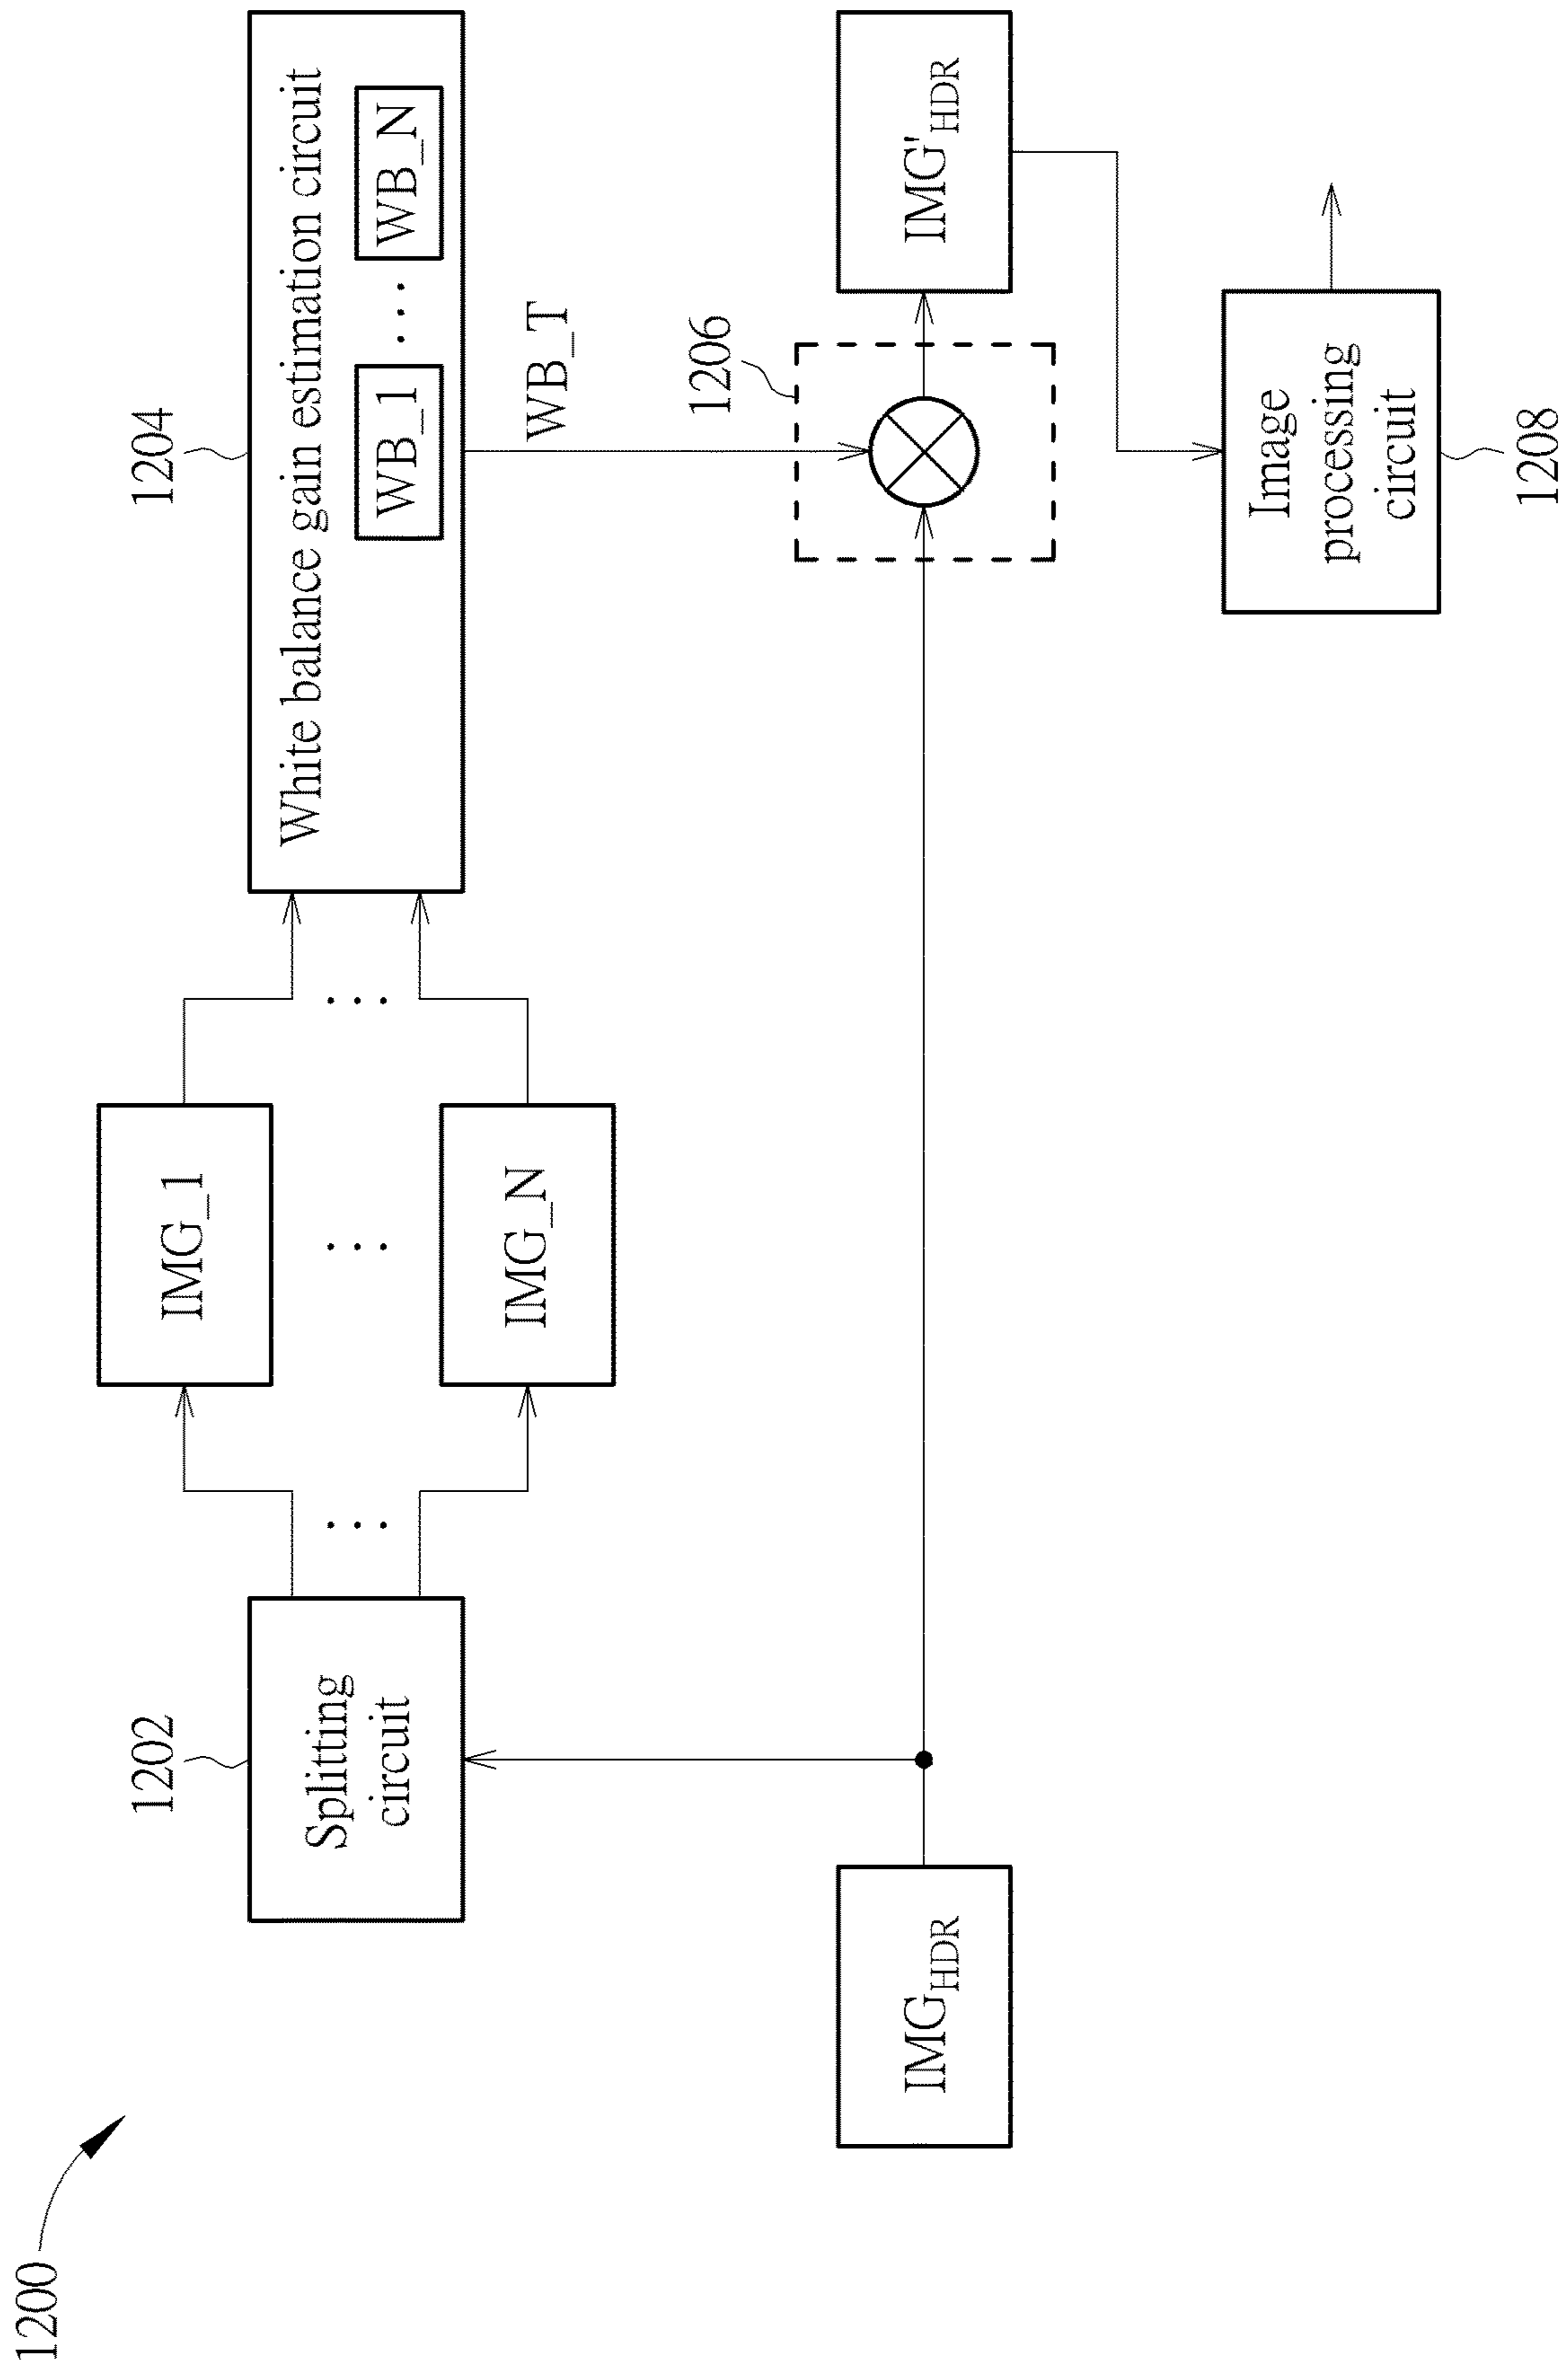 1200
1202
Splitting
circuit
IMG_1
...
IMG_N
...
...
1204
White balance gain estimation circuit
WB_1
...
WB_N
WB_T
1206
IMG_HDR
IMG'_HDR
Image
processing
circuit
1208